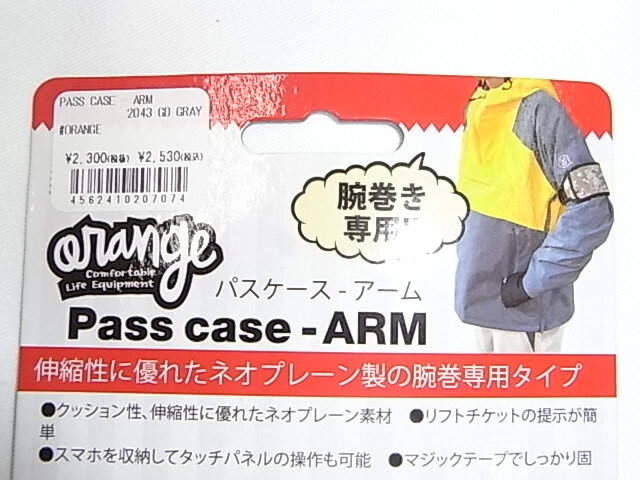 PASS CASE - ARM
2043 GD GRAY
#ORANGE
¥2,300(税抜) ¥2,530(税込)
4562410207074
腕巻き
専用!!
orange
Comfortable
Life Equipment
パスケース - アーム
Pass case - ARM
伸縮性に優れたネオプレーン製の腕巻専用タイプ
●クッション性、伸縮性に優れたネオプレーン素材 ●リフトチケットの提示が簡
単
●スマホを収納してタッチパネルの操作も可能 ●マジックテープでしっかり固